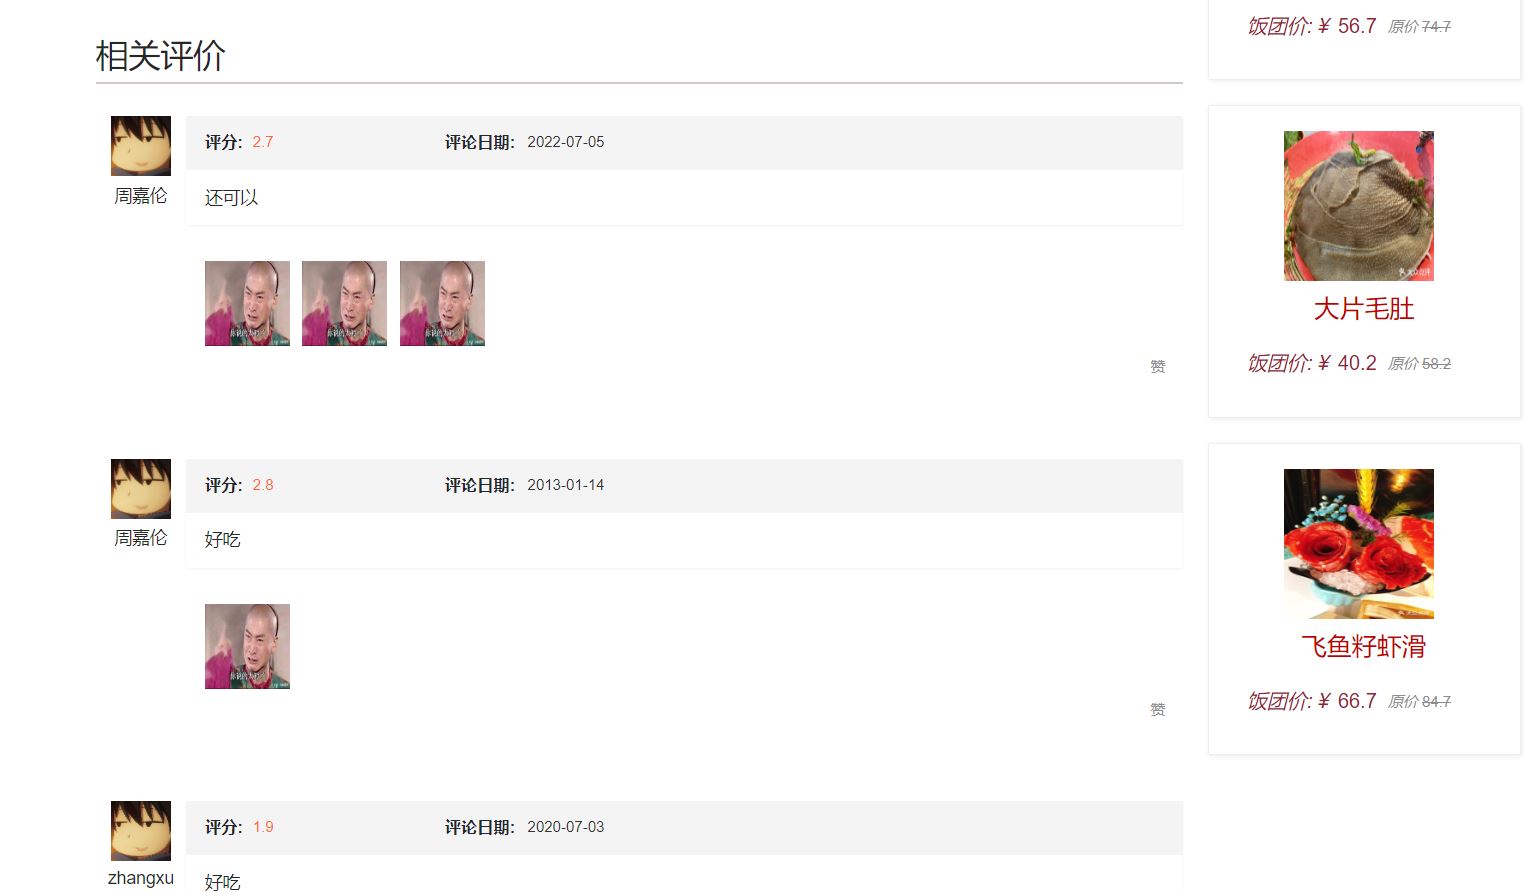 相关评价
评分: 2.7 评论日期: 2022-07-05
周嘉伦
还可以
赞
评分: 2.8 评论日期: 2013-01-14
周嘉伦
好吃
赞
评分: 1.9 评论日期: 2020-07-03
zhangxu
好吃
饭团价: ¥ 56.7 原价 74.7
大片毛肚
饭团价: ¥ 40.2 原价 58.2
飞鱼籽虾滑
饭团价: ¥ 66.7 原价 84.7